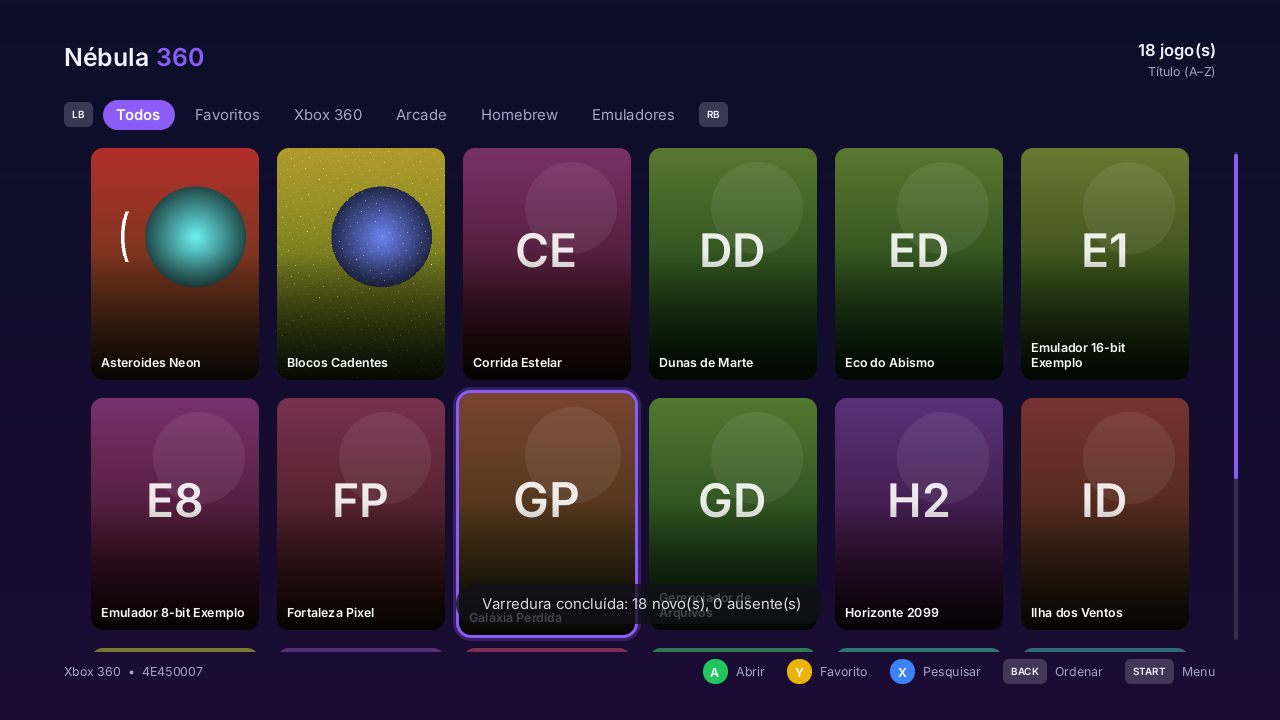 Nébula 360
18 jogo(s)
Título (A–Z)
LB Todos Favoritos Xbox 360 Arcade Homebrew Emuladores RB
(
CE
DD
ED
E1
Asteroides Neon
Blocos Cadentes
Corrida Estelar
Dunas de Marte
Eco do Abismo
Emulador 16-bit
Exemplo
E8
FP
GP
GD
H2
ID
Emulador 8-bit Exemplo
Fortaleza Pixel
Galáxia Perdida
Gerenciador de
Arquivos
Horizonte 2099
Ilha dos Ventos
Varredura concluída: 18 novo(s), 0 ausente(s)
Xbox 360 • 4E450007
A Abrir Y Favorito X Pesquisar BACK Ordenar START Menu